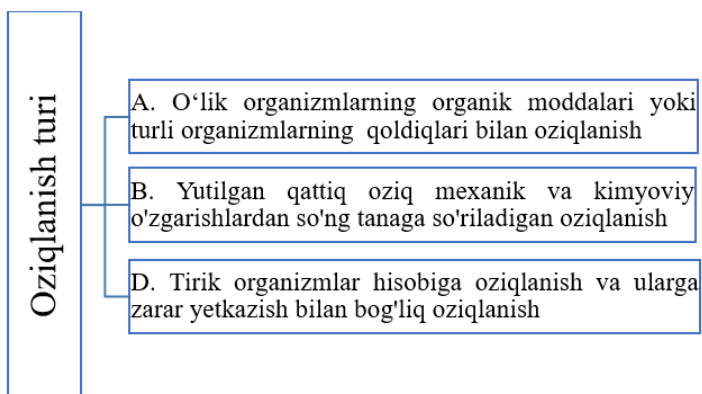 Oziqlanish turi
A. O‘lik organizmlarning organik moddalari yoki
turli organizmlarning qoldiqlari bilan oziqlanish
B. Yutilgan qattiq oziq mexanik va kimyoviy
o'zgarishlardan so'ng tanaga so'riladigan oziqlanish
D. Tirik organizmlar hisobiga oziqlanish va ularga
zarar yetkazish bilan bog'liq oziqlanish